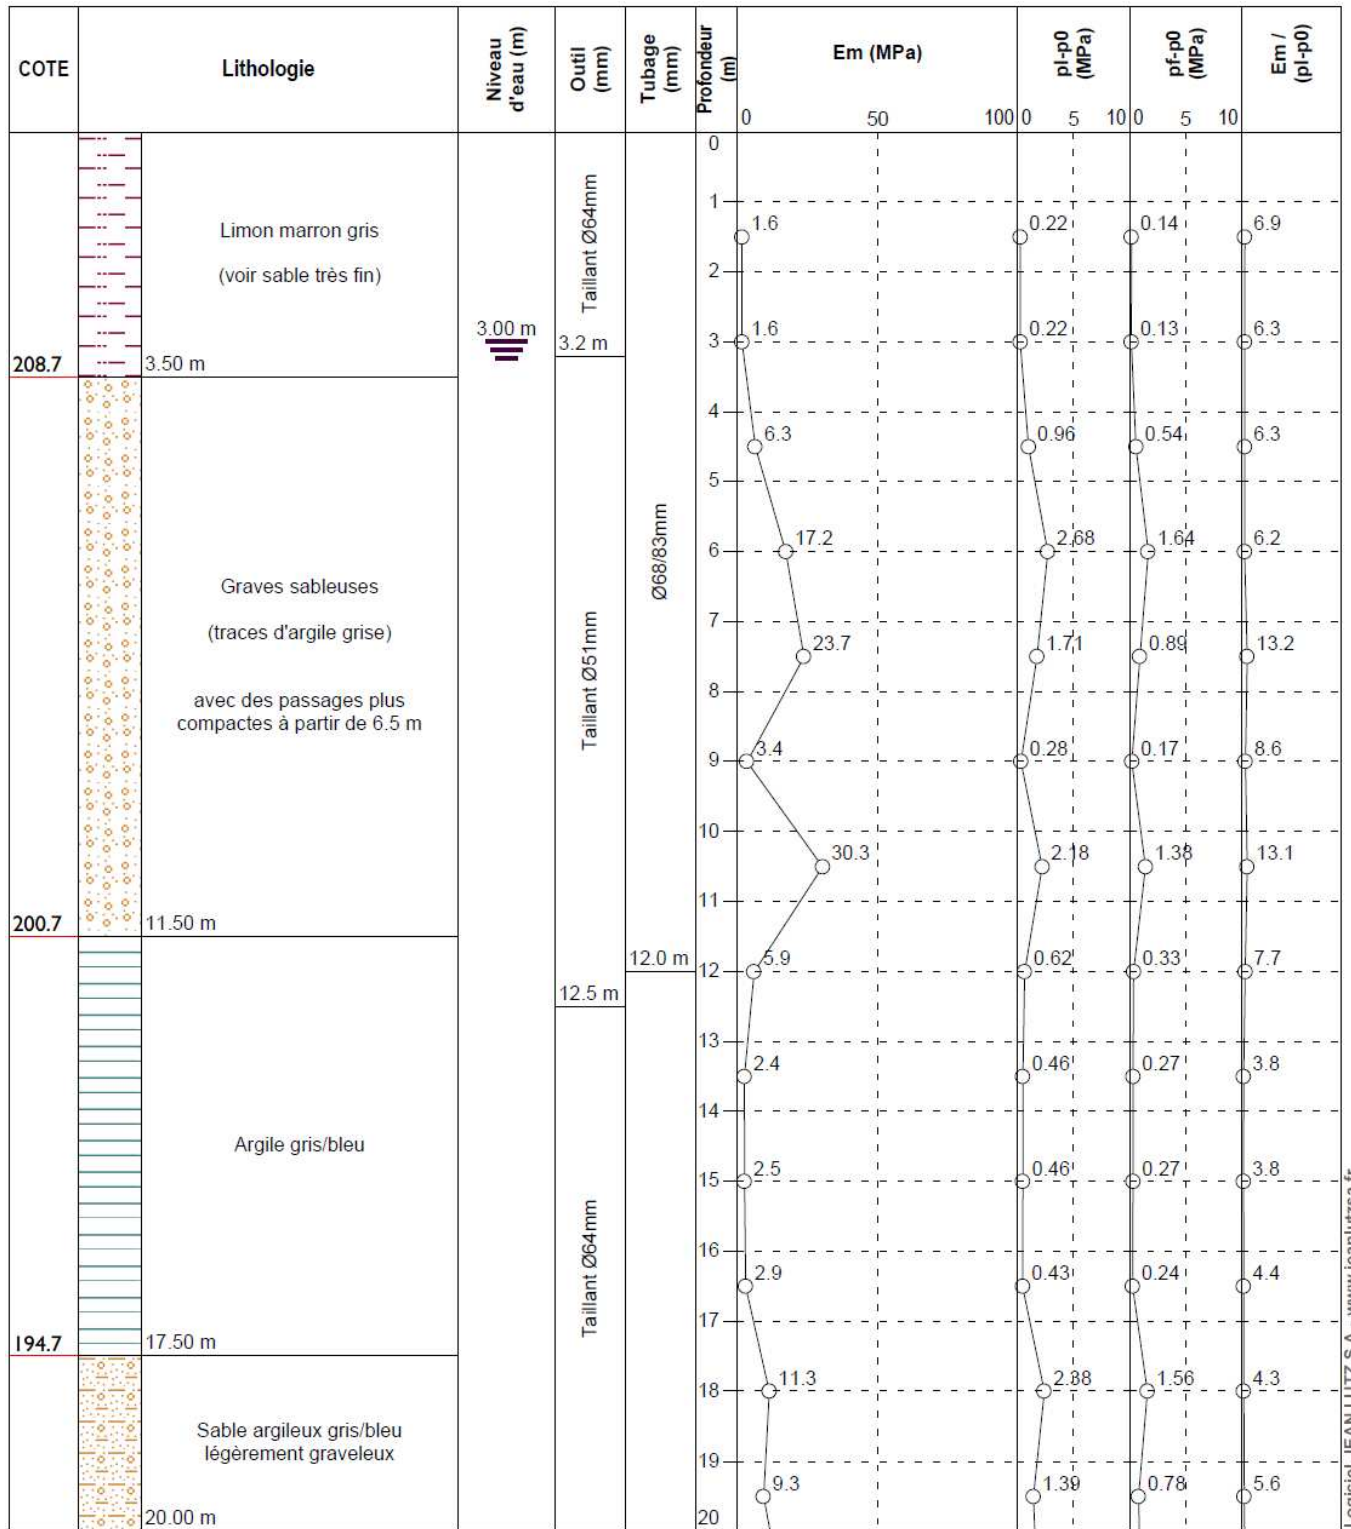 COTE
Lithologie
Niveau
d'eau (m)
Outil
(mm)
Tubage
(mm)
Profondeur
(m)
Em (MPa)
pl-p0
(MPa)
pf-p0
(MPa)
Em /
(pl-p0)
0 50 100 0 5 10 0 5 10
0
1
1.6 0.22 0.14 6.9
Limon marron gris
(voir sable très fin)
Taillant Ø64mm
2
3.00 m
3.2 m
3
1.6 0.22 0.13 6.3
208.7
3.50 m
4
6.3 0.96 0.54 6.3
5
Ø68/83mm
17.2 2.68 1.64 6.2
6
Graves sableuses
(traces d'argile grise)
avec des passages plus
compactes à partir de 6.5 m
Taillant Ø51mm
7
23.7 1.71 0.89 13.2
8
3.4 0.28 0.17 8.6
9
10
30.3 2.18 1.38 13.1
11
200.7
11.50 m
12.0 m
5.9 0.62 0.33 7.7
12
12.5 m
13
2.4 0.46 0.27 3.8
14
Argile gris/bleu
2.5 0.46 0.27 3.8
15
Taillant Ø64mm
16
2.9 0.43 0.24 4.4
17
194.7
17.50 m
11.3 2.38 1.56 4.3
18
Sable argileux gris/bleu
légèrement graveleux
19
9.3 1.39 0.78 5.6
20.00 m
20
Logiciel JEAN LUTZ S.A - www.jeanlutzsa.fr